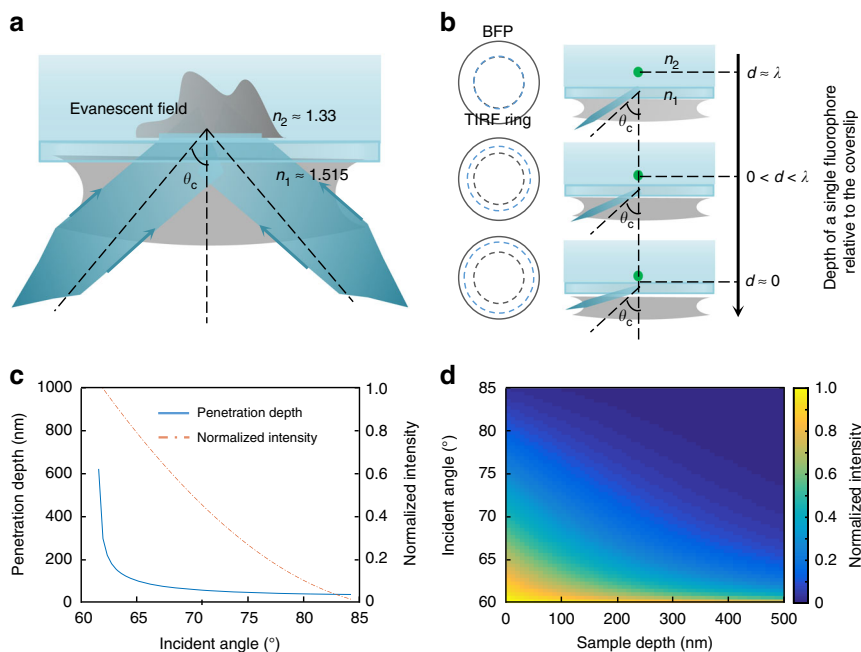 a
Evanescent field
n2 ≈ 1.33
n1 ≈ 1.515
θc
b
BFP
TIRF ring
n2
n1
θc
d ≈ λ
θc
0 < d < λ
θc
d ≈ 0
Depth of a single fluorophore
relative to the coverslip
c
1000
800
600
400
200
0
Penetration depth (nm)
60
65
70
75
80
85
Incident angle (°)
1.0
0.8
0.6
0.4
0.2
0
Normalized intensity
Penetration depth
Normalized intensity
d
85
80
75
70
65
60
Incident angle (°)
0
100
200
300
400
500
Sample depth (nm)
1.0
0.8
0.6
0.4
0.2
0
Normalized intensity